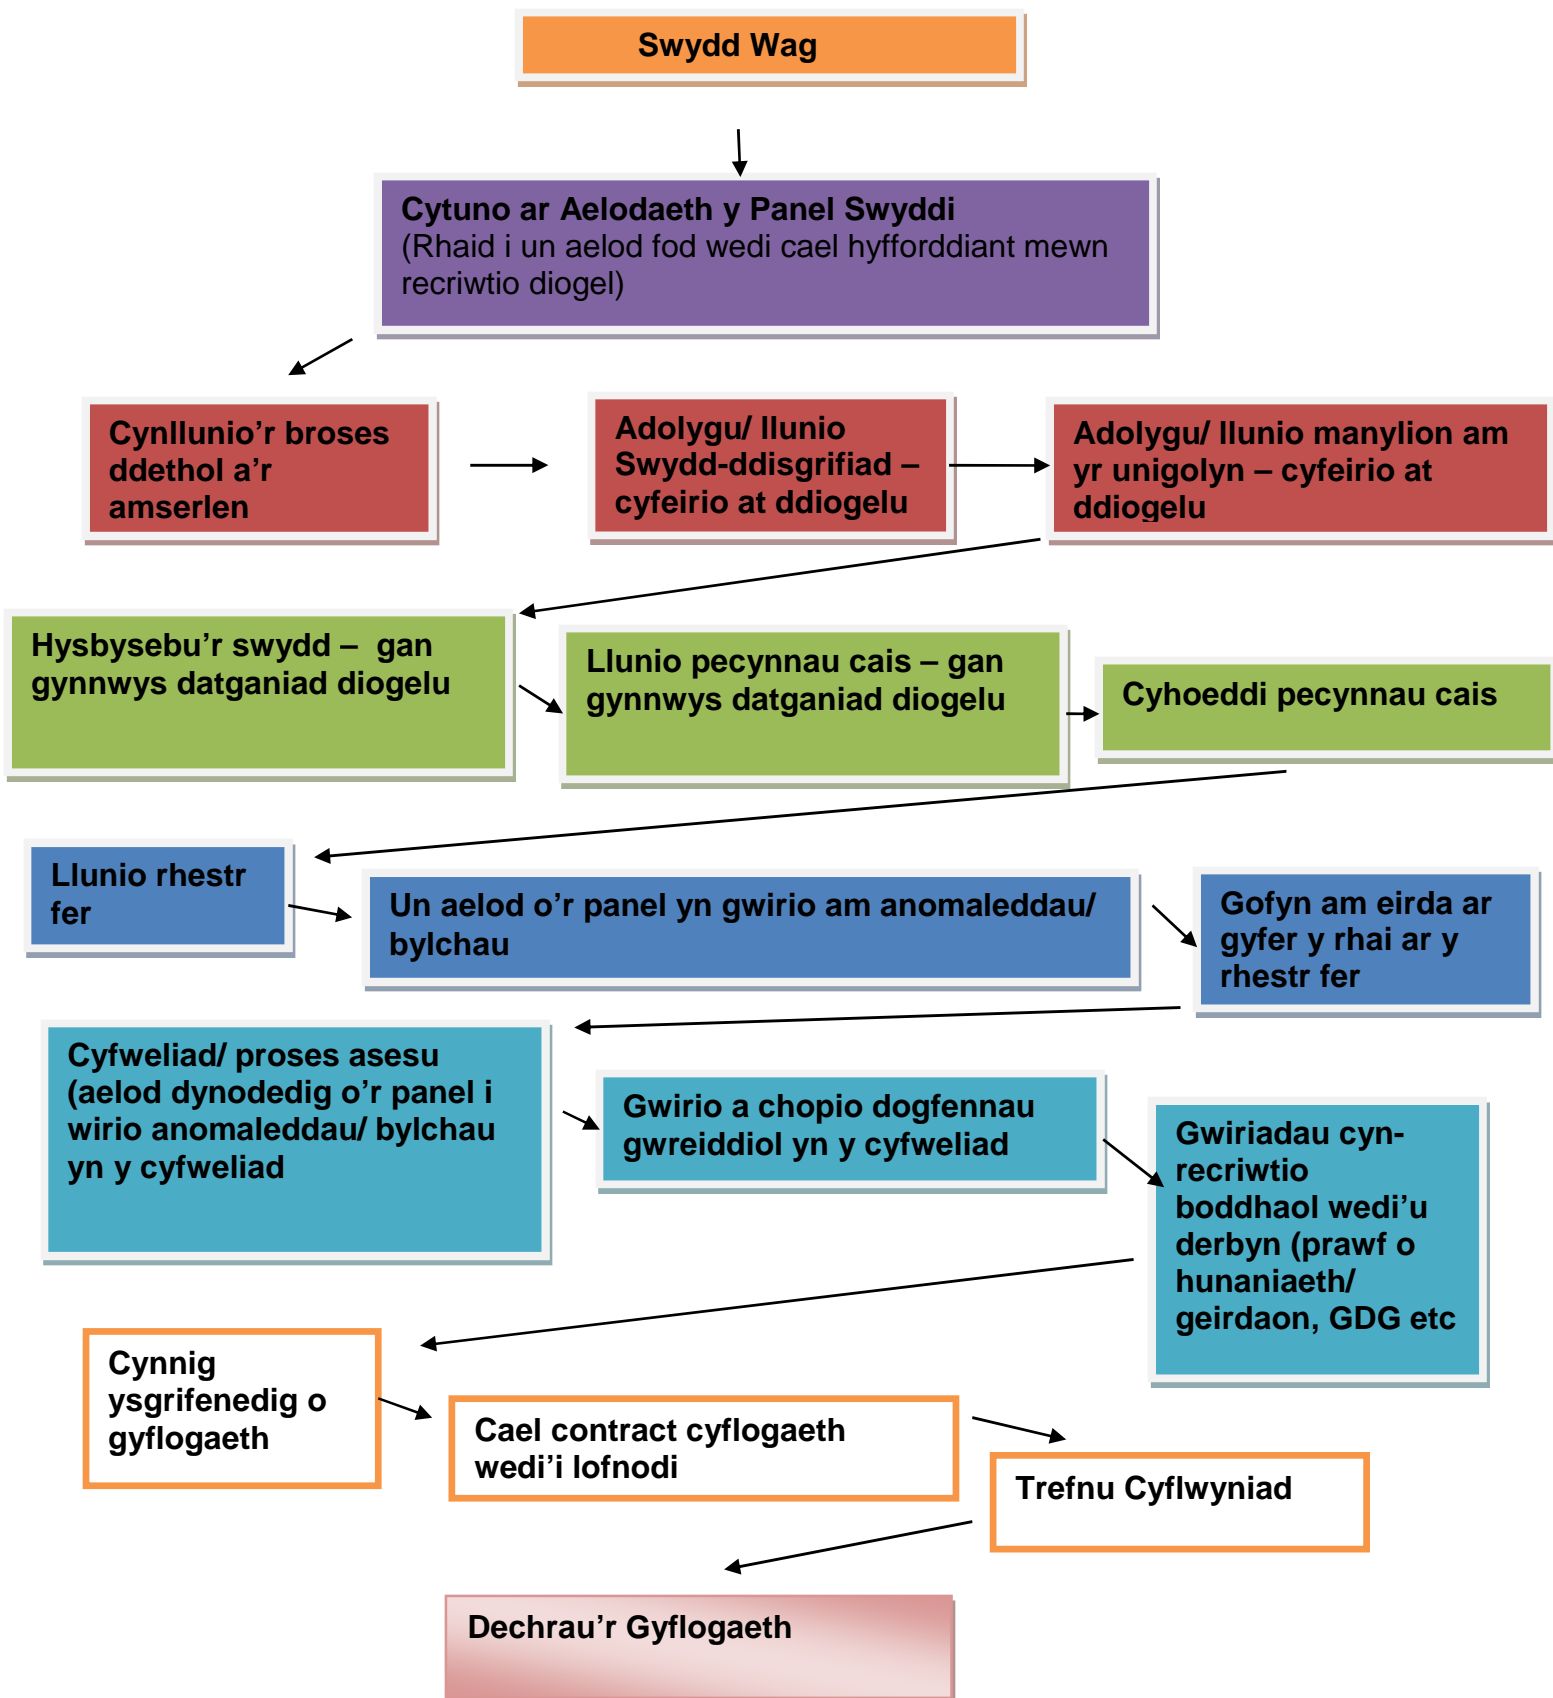 Swydd Wag
Cytuno ar Aelodaeth y Panel Swyddi
(Rhaid i un aelod fod wedi cael hyfforddiant mewn
recriwtio diogel)
Cynllunio’r broses
ddethol a’r
amserlen
Adolygu/ llunio
Swydd-ddisgrifiad –
cyfeirio at ddiogelu
Adolygu/ llunio manylion am
yr unigolyn – cyfeirio at
ddiogelu
Hysbysebu’r swydd – gan
gynnwys datganiad diogelu
Llunio pecynnau cais – gan
gynnwys datganiad diogelu
Cyhoeddi pecynnau cais
Llunio rhestr
fer
Un aelod o’r panel yn gwirio am anomaleddau/
bylchau
Gofyn am eirda ar
gyfer y rhai ar y
rhestr fer
Cyfweliad/ proses asesu
(aelod dynodedig o’r panel i
wirio anomaleddau/ bylchau
yn y cyfweliad
Gwirio a chopio dogfennau
gwreiddiol yn y cyfweliad
Gwiriadau cyn-
recriwtio
boddhaol wedi’u
derbyn (prawf o
hunaniaeth/
geirdaon, GDG etc
Cynnig
ysgrifenedig o
gyflogaeth
Cael contract cyflogaeth
wedi’i lofnodi
Trefnu Cyflwyniad
Dechrau’r Gyflogaeth